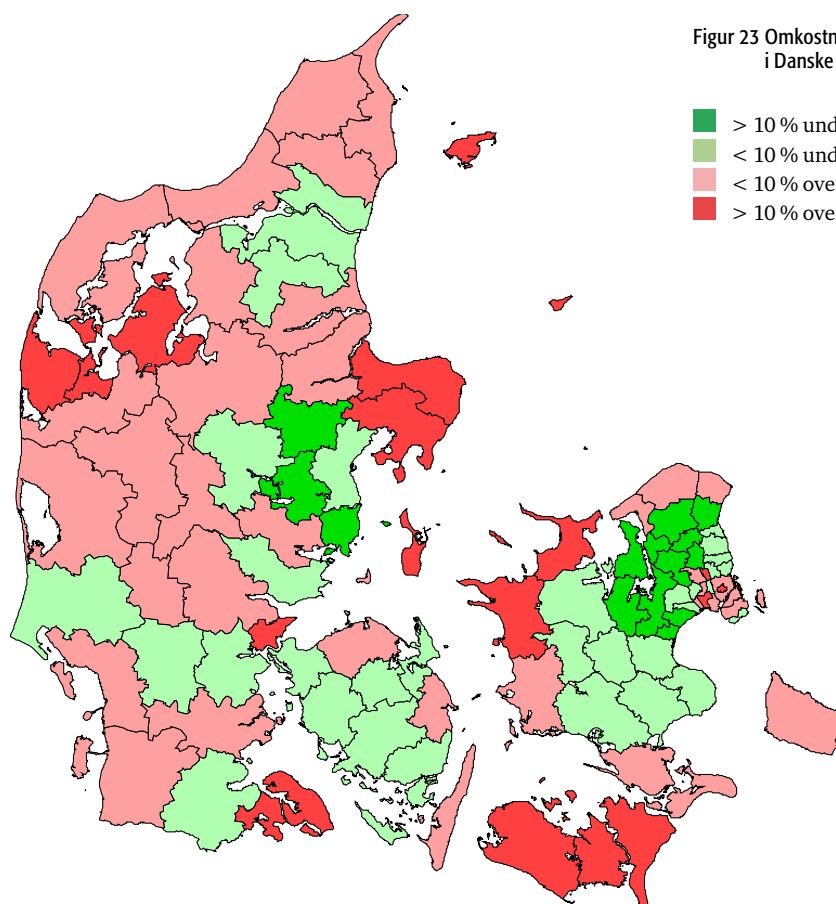 Figur 23 Omkostn
i Danske
> 10 % und
< 10 % und
< 10 % ove
> 10 % ove